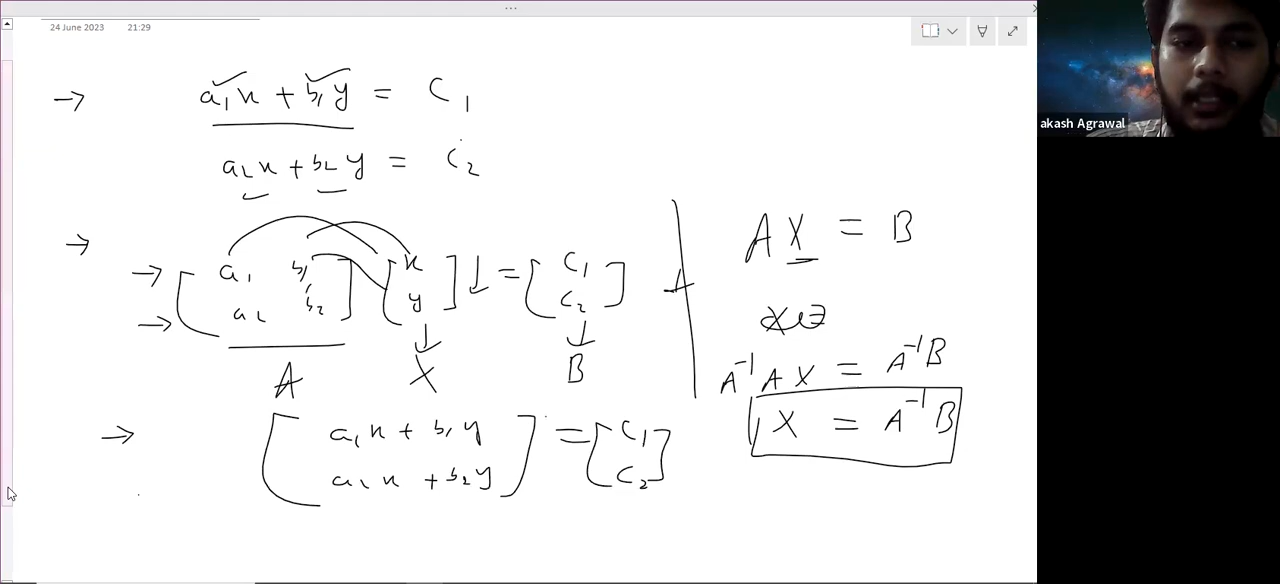 24 June 2023 21:29
→ a₁x + b₁y = C₁
a₂x + b₂y = C₂
→ [ a₁ b₁ ] [ x ] ↓ = [ C₁ ]
→ [ a₂ b₂ ] [ y ] = [ C₂ ]
A X B
→ [ a₁x + b₁y ] = [ C₁ ]
[ a₂x + b₂y ] [ C₂ ]
AX = B
A⁻¹AX = A⁻¹B
X = A⁻¹B
akash Agrawal